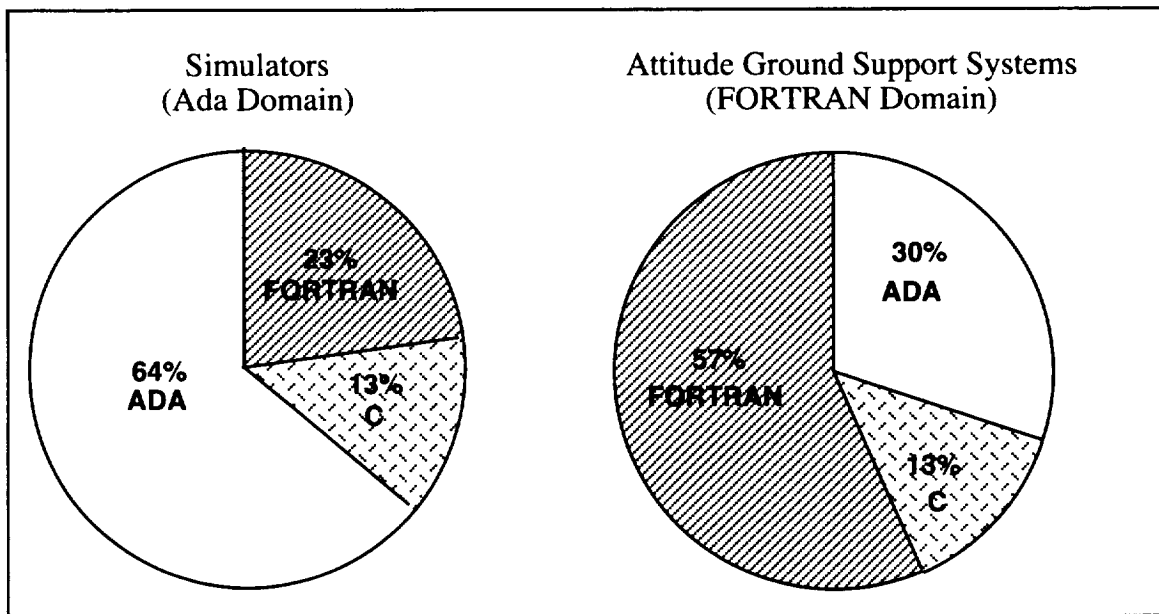 Simulators
(Ada Domain)
23%
FORTRAN
13%
C
64%
ADA
Attitude Ground Support Systems
(FORTRAN Domain)
30%
ADA
13%
C
57%
FORTRAN